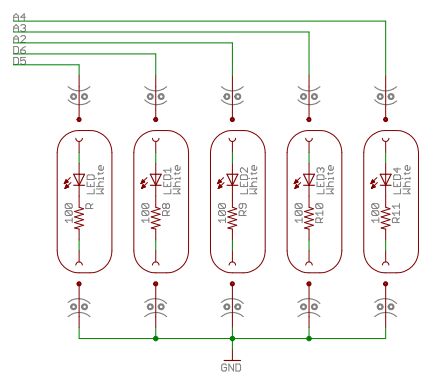 A4
A3
A2
D6
D5
LED
White
LED1
White
LED2
White
LED3
White
LED4
White
100
R
100
R8
100
R9
100
R10
100
R11
GND